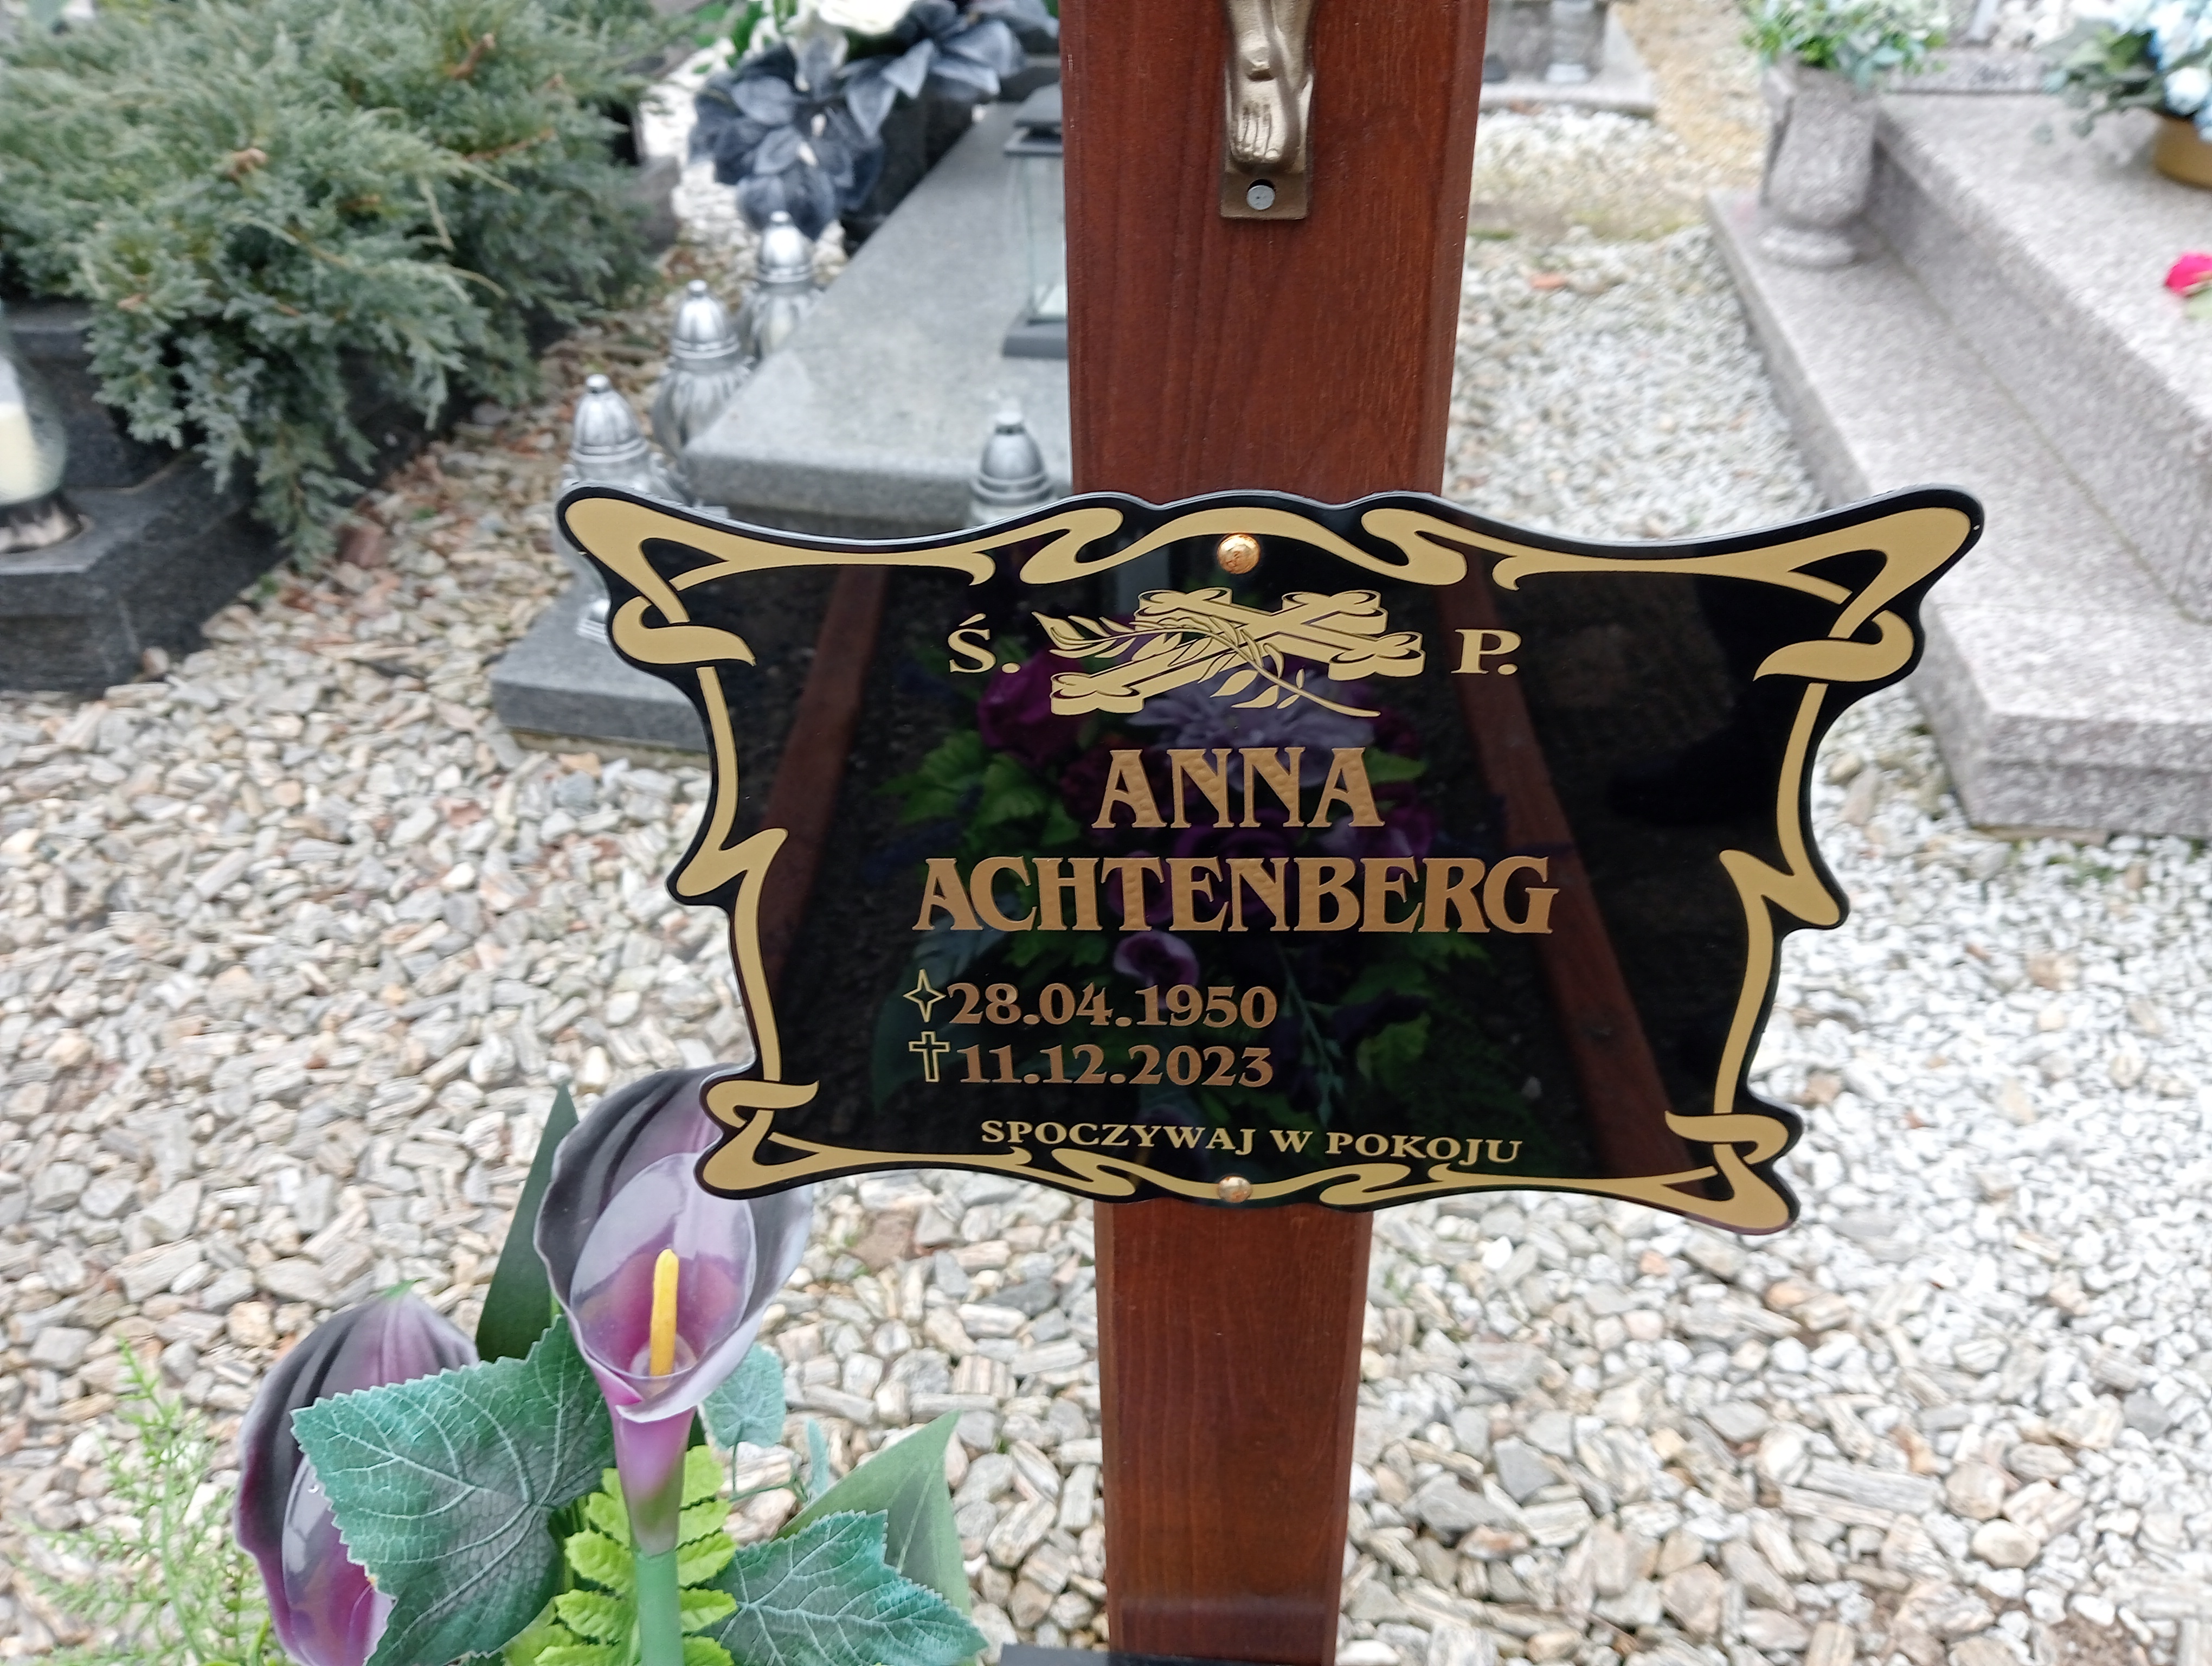 Ś. P.
ANNA
ACHTENBERG
28.04.1950
11.12.2023
SPOCZYWAJ W POKOJU